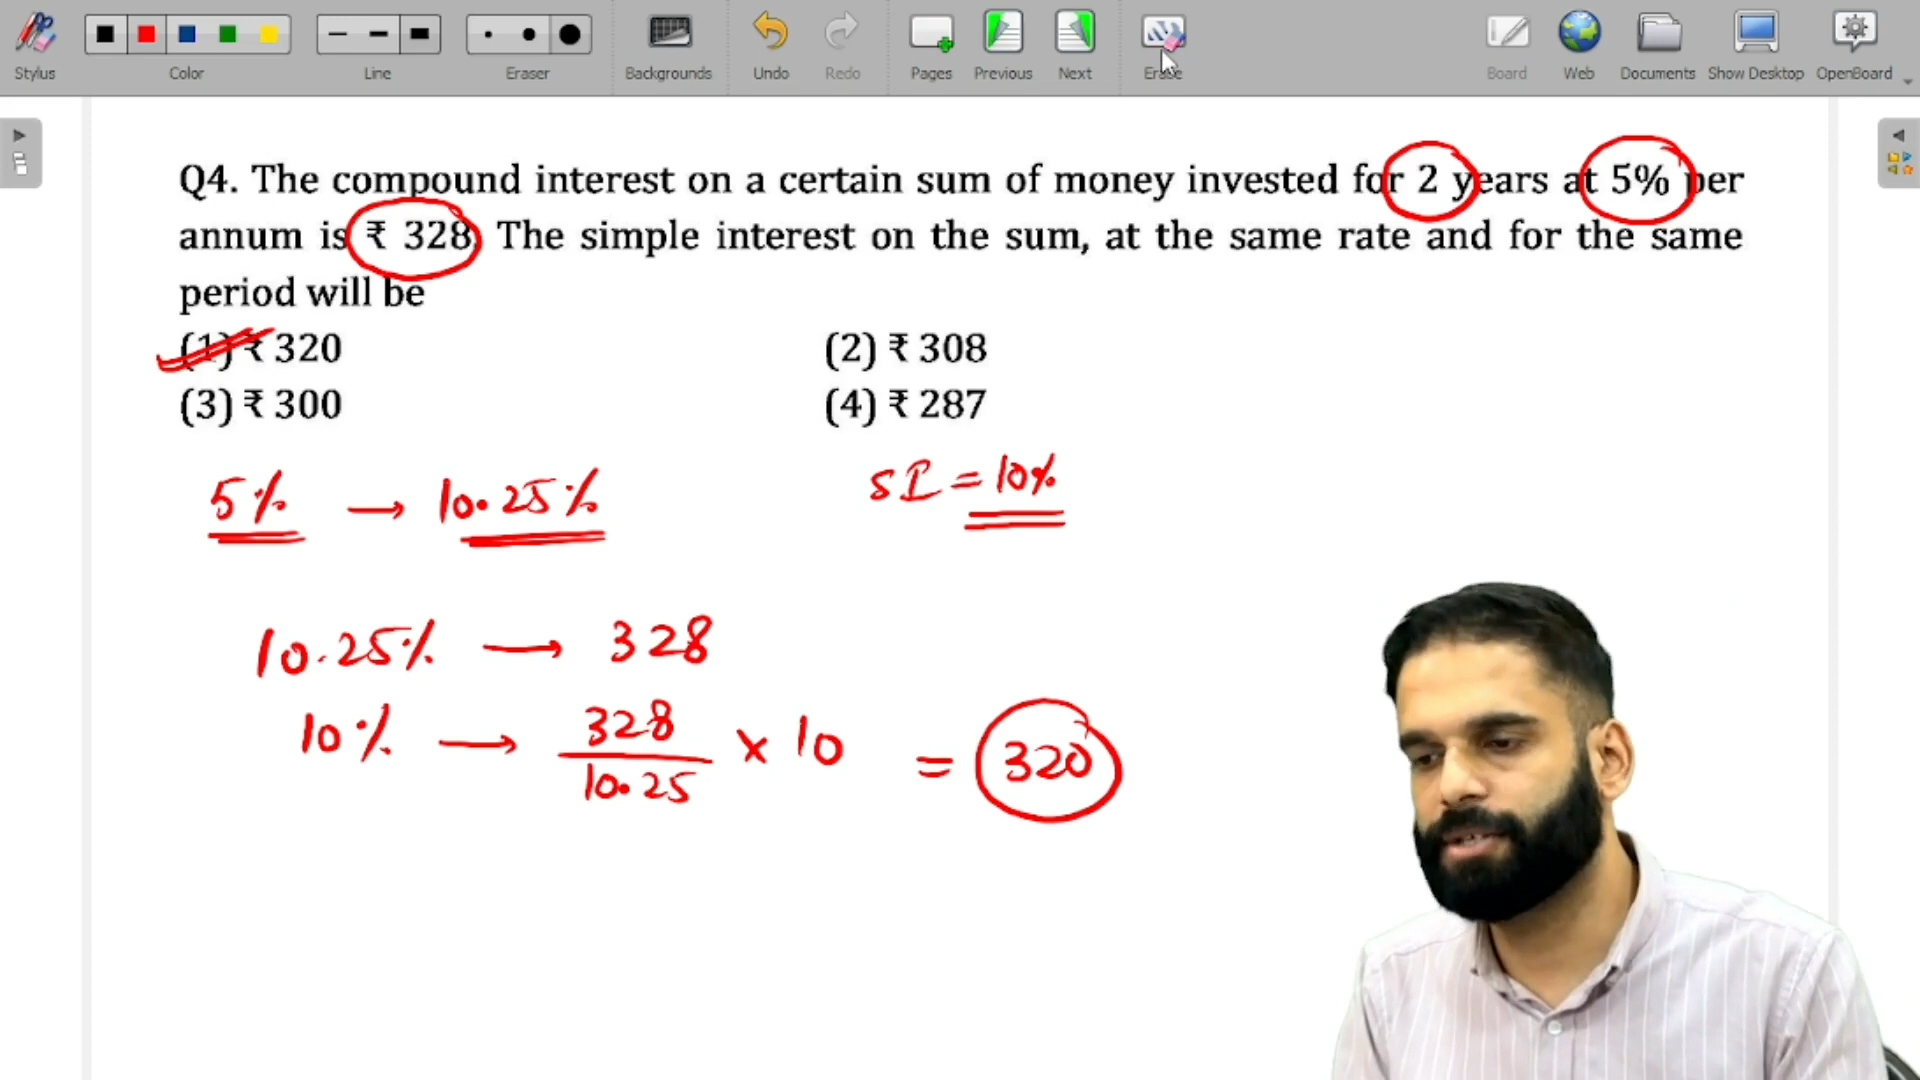 Stylus Color Line Eraser Backgrounds Undo Redo Pages Previous Next Erase Board Web Documents Show Desktop OpenBoard
Q4. The compound interest on a certain sum of money invested for 2 years at 5% per
annum is ₹ 328. The simple interest on the sum, at the same rate and for the same
period will be
(1) ₹ 320 (2) ₹ 308
(3) ₹ 300 (4) ₹ 287
5% → 10.25% SI = 10%
10.25% → 328
10% → 328/10.25 × 10 = 320